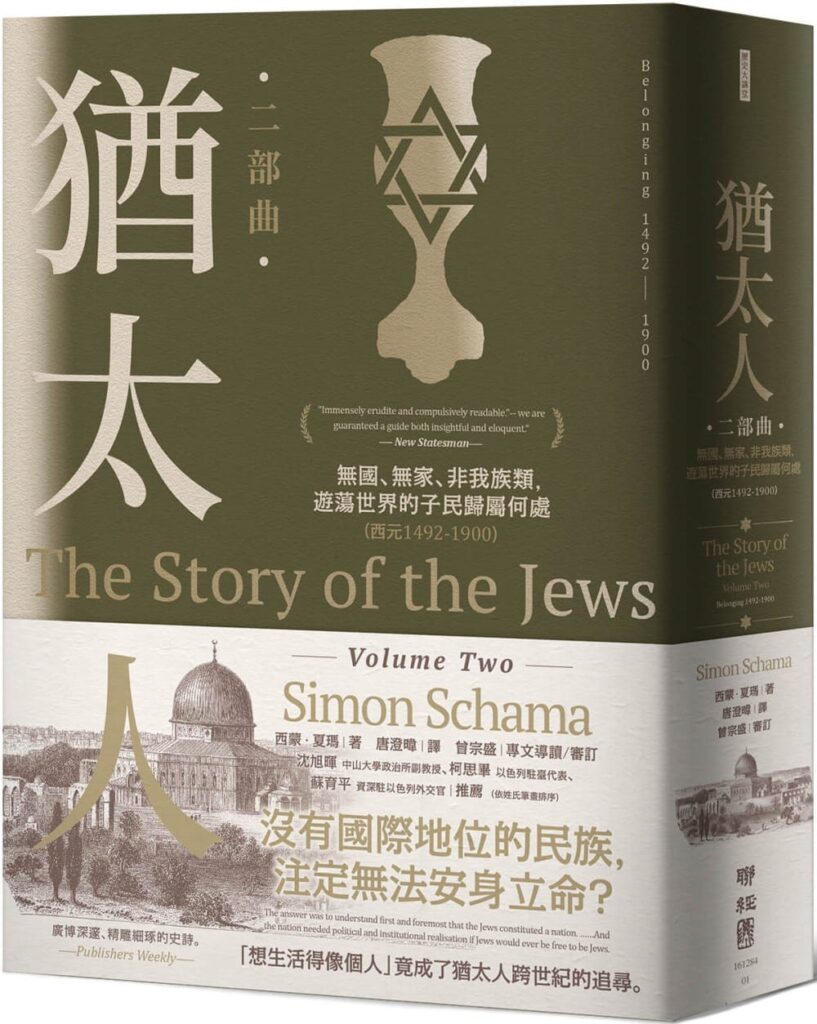 猶太人
・二部曲・
Belonging 1492— 1900
"Immensely erudite and compulsively readable."-- we are
guaranteed a guide both insightful and eloquent."
— New Statesman—
無國、無家、非我族類，
遊蕩世界的子民歸屬何處
(西元1492-1900)
The Story of the Jews
Volume Two
Simon Schama
西蒙・夏瑪|著 唐澄暐|譯 曾宗盛|專文導讀/審訂
沈旭暉 中山大學政治所副教授、柯思畢 以色列駐臺代表、
蘇育平 資深駐以色列外交官|推薦 (依姓氏筆畫排序)
沒有國際地位的民族，
注定無法安身立命？
The answer was to understand first and foremost that the Jews constituted a nation. ……And
the nation needed political and institutional realisation if Jews would ever be free to be Jews.
廣博深邃、精雕細琢的史詩。
—Publishers Weekly—
「想生活得像個人」竟成了猶太人跨世紀的追尋。
歷史大講堂
猶太人
・二部曲・
無國、無家、非我族類，
遊蕩世界的子民歸屬何處
(西元1492-1900)
The Story of
the Jews
Volume Two
Belonging 1492-1900
Simon Schama
西蒙・夏瑪|著
唐澄暐|譯
曾宗盛|審訂
聯經
161284
01